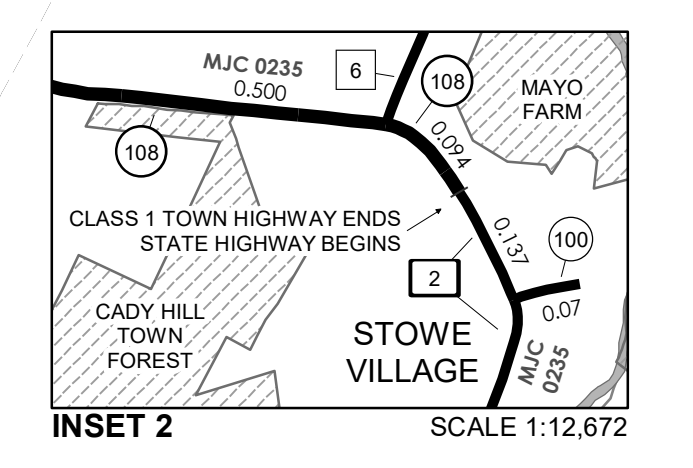 MJC 0235
0.500
6
108
MAYO
FARM
108
0.094
CLASS 1 TOWN HIGHWAY ENDS
STATE HIGHWAY BEGINS
0.137
100
2
0.07
CADY HILL
TOWN
FOREST
STOWE
VILLAGE
MJC
0235
INSET 2
SCALE 1:12,672